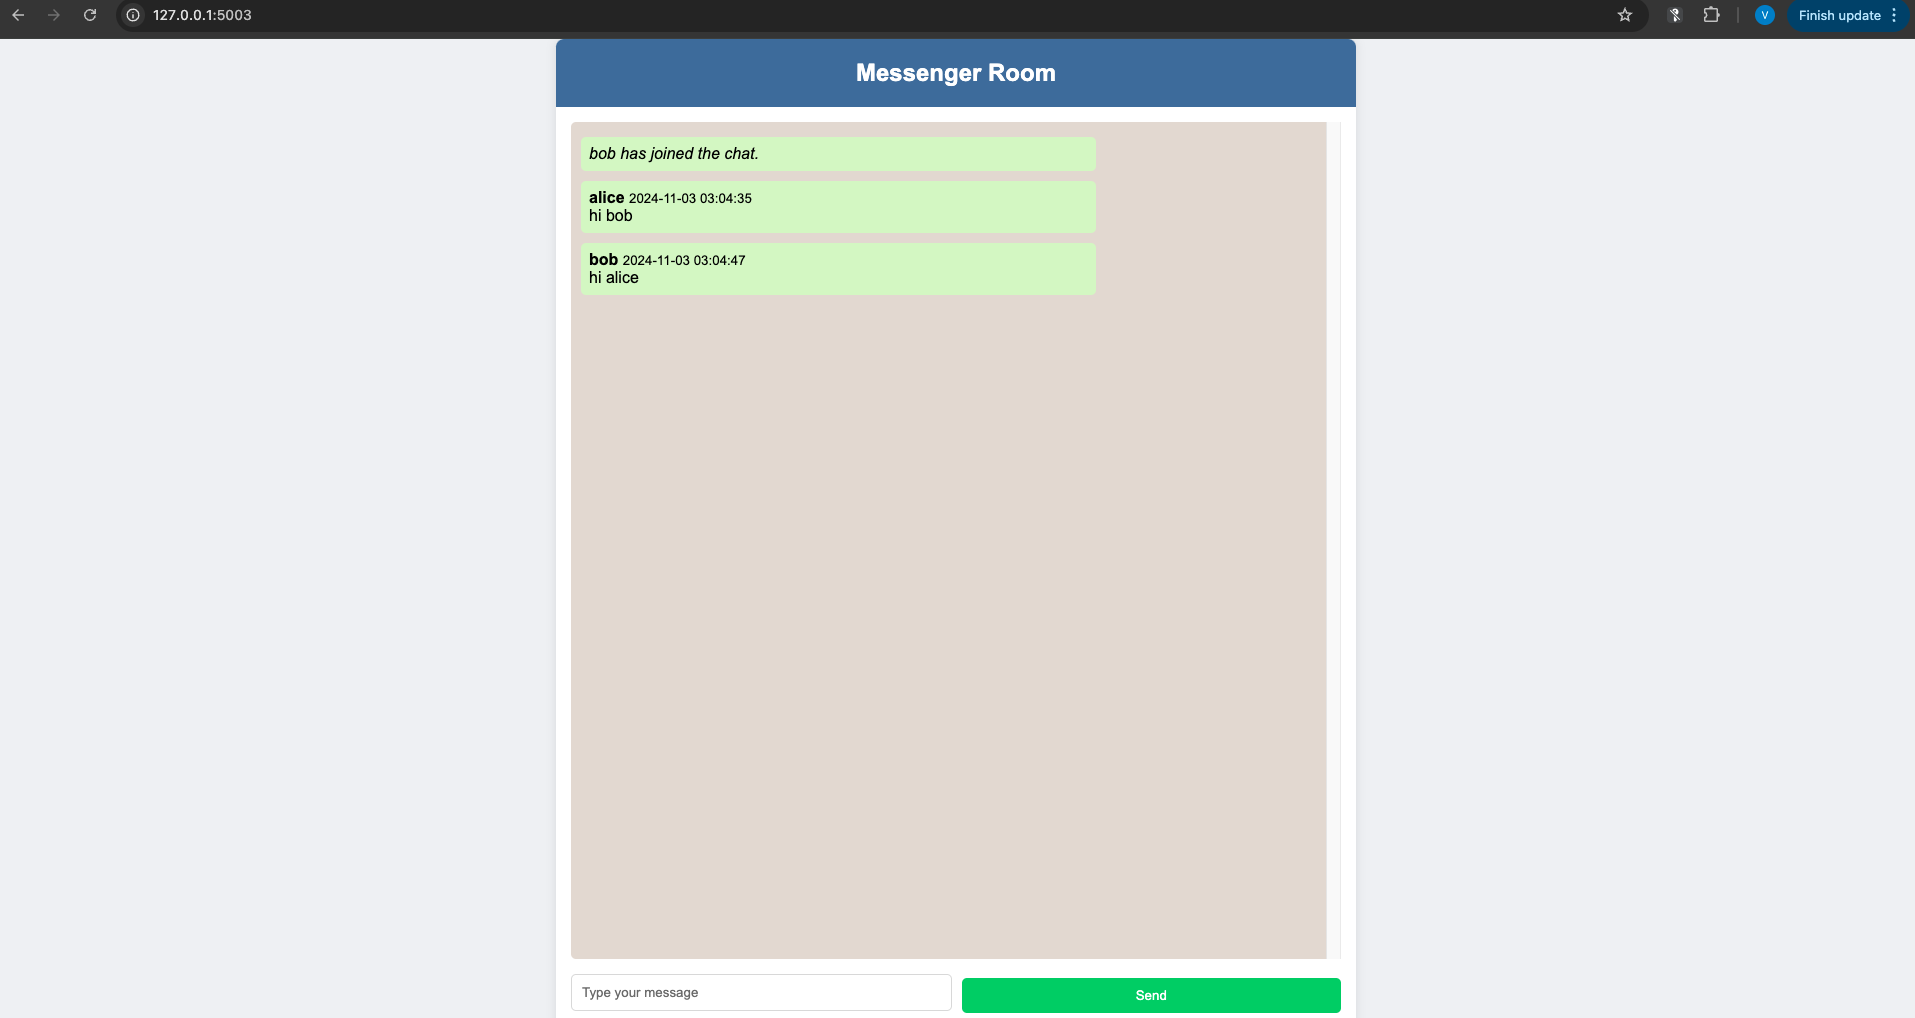 127.0.0.1:5003
V
Finish update
Messenger Room
bob has joined the chat.
alice 2024-11-03 03:04:35
hi bob
bob 2024-11-03 03:04:47
hi alice
Type your message
Send